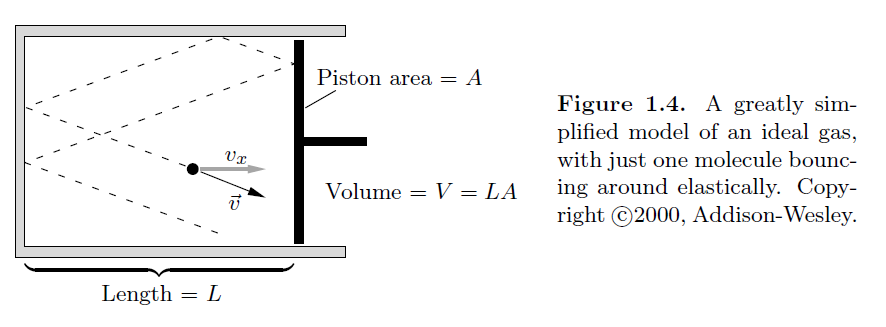 Piston area = A
v_x
v⃗
Volume = V = LA
Length = L
Figure 1.4. A greatly sim-
plified model of an ideal gas,
with just one molecule bounc-
ing around elastically. Copy-
right ©2000, Addison-Wesley.